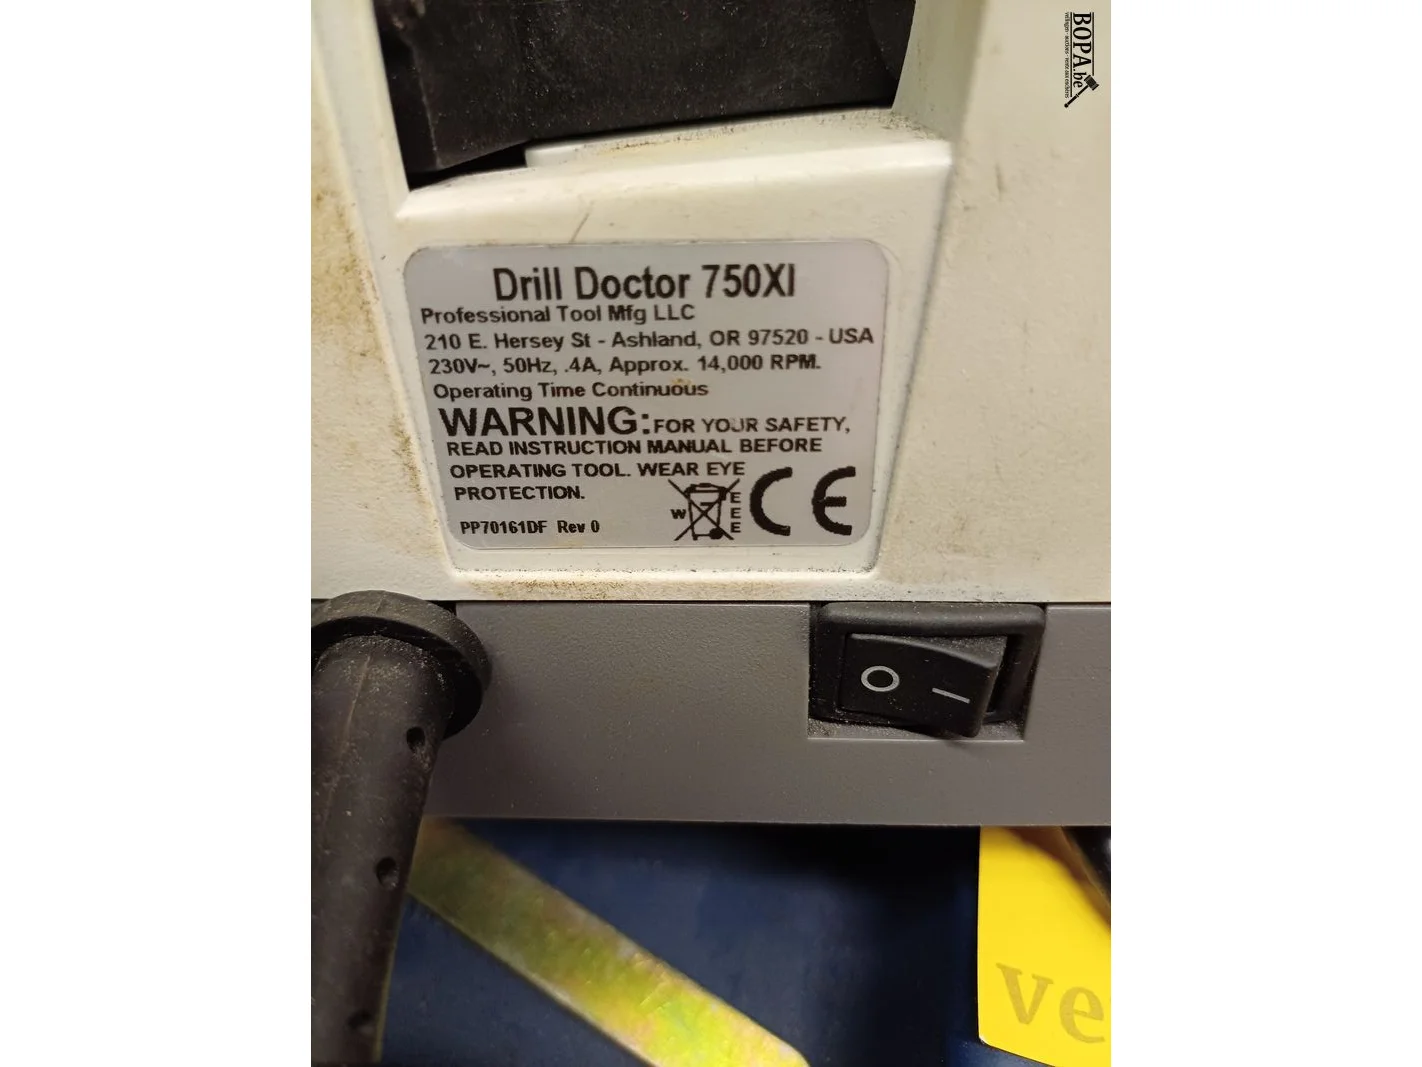 BOPA.be
Drill Doctor 750XI
Professional Tool Mfg LLC
210 E. Hersey St - Ashland, OR 97520 - USA
230V~, 50Hz, .4A, Approx. 14,000 RPM.
Operating Time Continuous
WARNING: FOR YOUR SAFETY,
READ INSTRUCTION MANUAL BEFORE
OPERATING TOOL. WEAR EYE
PROTECTION.
PP70161DF Rev 0
W EEE
CE
O I
ve